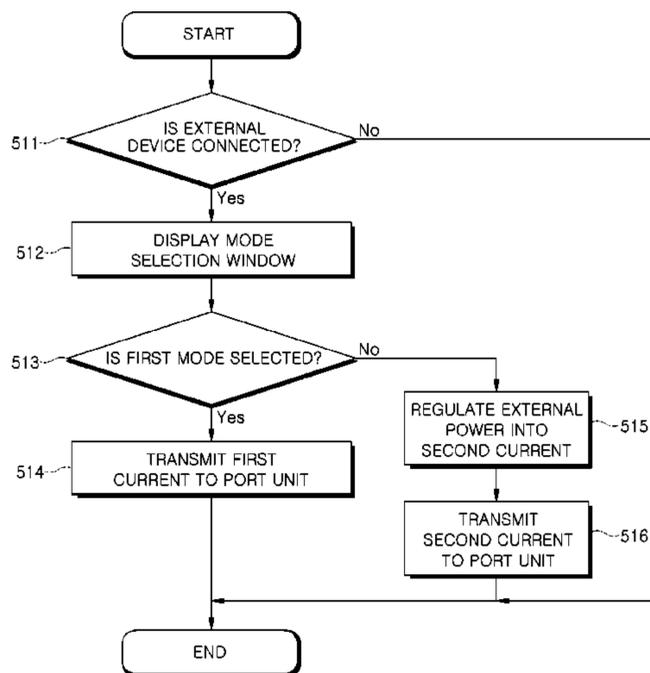 START
511
IS EXTERNAL
DEVICE CONNECTED?
No
Yes
512
DISPLAY MODE
SELECTION WINDOW
513
IS FIRST MODE SELECTED?
No
Yes
514
TRANSMIT FIRST
CURRENT TO PORT UNIT
REGULATE EXTERNAL
POWER INTO
SECOND CURRENT
515
TRANSMIT
SECOND CURRENT
TO PORT UNIT
516
END